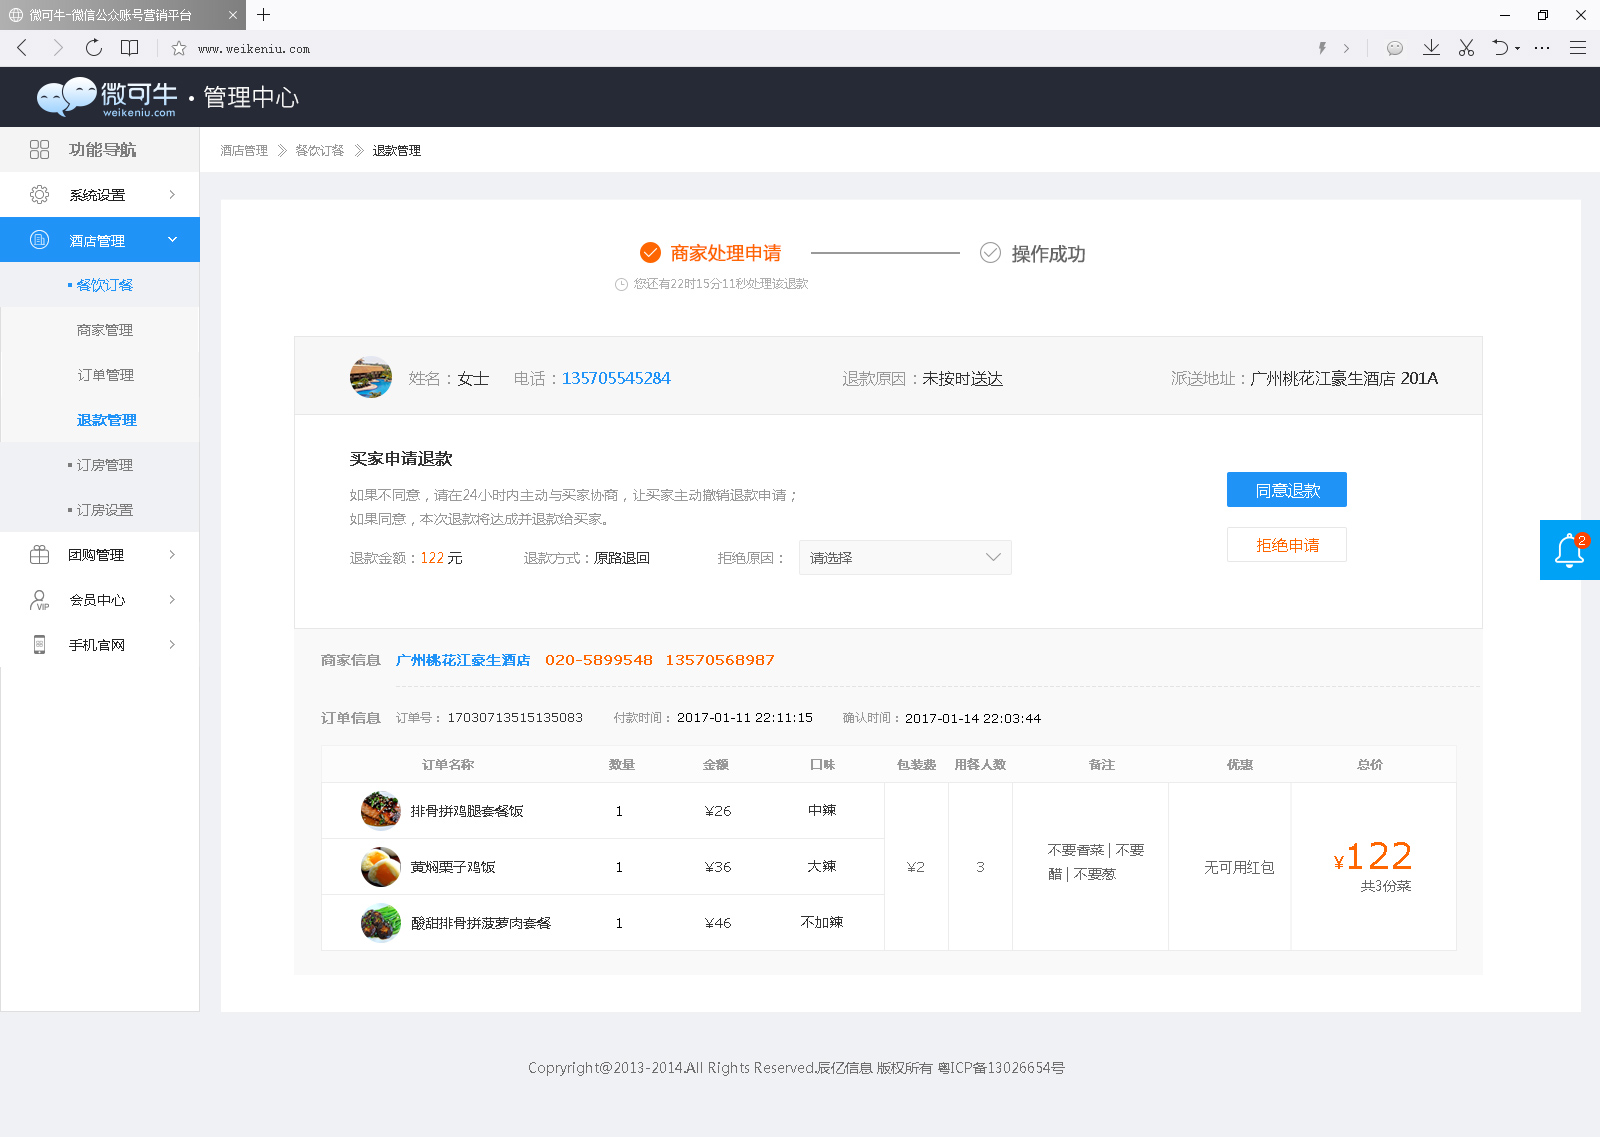 微可牛-微信公众账号营销平台
www.weikeniu.com
微可牛 weikeniu.com · 管理中心
功能导航
酒店管理 餐饮订餐 退款管理
系统设置
酒店管理
餐饮订餐
商家管理
订单管理
退款管理
订房管理
订房设置
团购管理
VIP 会员中心
手机官网
商家处理申请 操作成功
您还有22时15分11秒处理该退款
姓名：女士 电话：135705545284 退款原因：未按时送达 派送地址：广州桃花江豪生酒店 201A
买家申请退款
如果不同意，请在24小时内主动与买家协商，让买家主动撤销退款申请；
如果同意，本次退款将达成并退款给买家。
退款金额：122 元 退款方式：原路退回 拒绝原因： 请选择
同意退款
拒绝申请
2
商家信息 广州桃花江豪生酒店 020-5899548 13570568987
订单信息 订单号： 17030713515135083 付款时间： 2017-01-11 22:11:15 确认时间： 2017-01-14 22:03:44
订单名称 数量 金额 口味 包装费 用餐人数 备注 优惠 总价
排骨拼鸡腿套餐饭 1 ¥26 中辣
黄焖栗子鸡饭 1 ¥36 大辣
酸甜排骨拼菠萝肉套餐 1 ¥46 不加辣
¥2
3
不要香菜 | 不要
醋 | 不要葱
无可用红包
¥122
共3份菜
Copryright@2013-2014.All Rights Reserved.辰亿信息 版权所有 粤ICP备13026654号